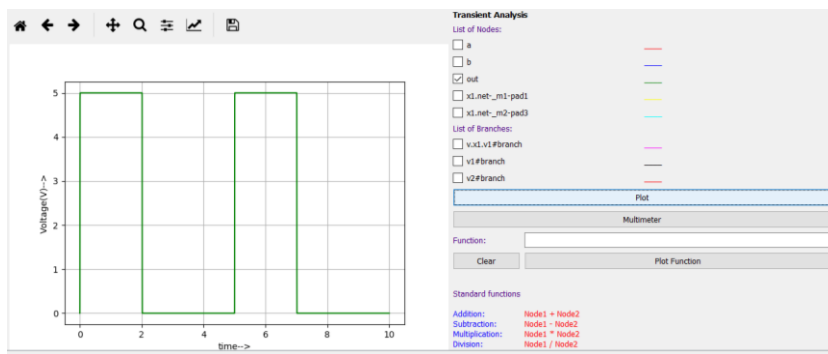 Transient Analysis
List of Nodes:
a
b
out
x1.net-_m1-pad1
x1.net-_m2-pad3
List of Branches:
v.x1.v1#branch
v1#branch
v2#branch
Plot
Multimeter
Function:
Clear Plot Function
Standard functions
Addition: Node1 + Node2
Subtraction: Node1 - Node2
Multiplication: Node1 * Node2
Division: Node1 / Node2
5
4
3
2
1
0
Voltage(V)-->
0 2 4 6 8 10
time-->